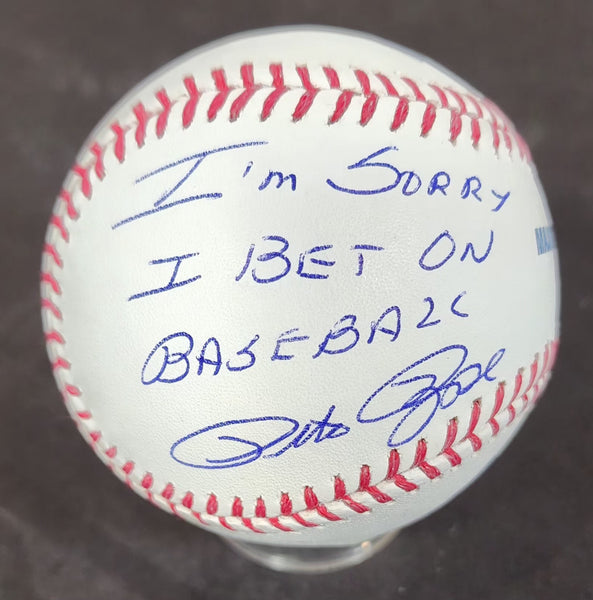 I'm Sorry
I BET ON
BASEBALL
Pete Rose